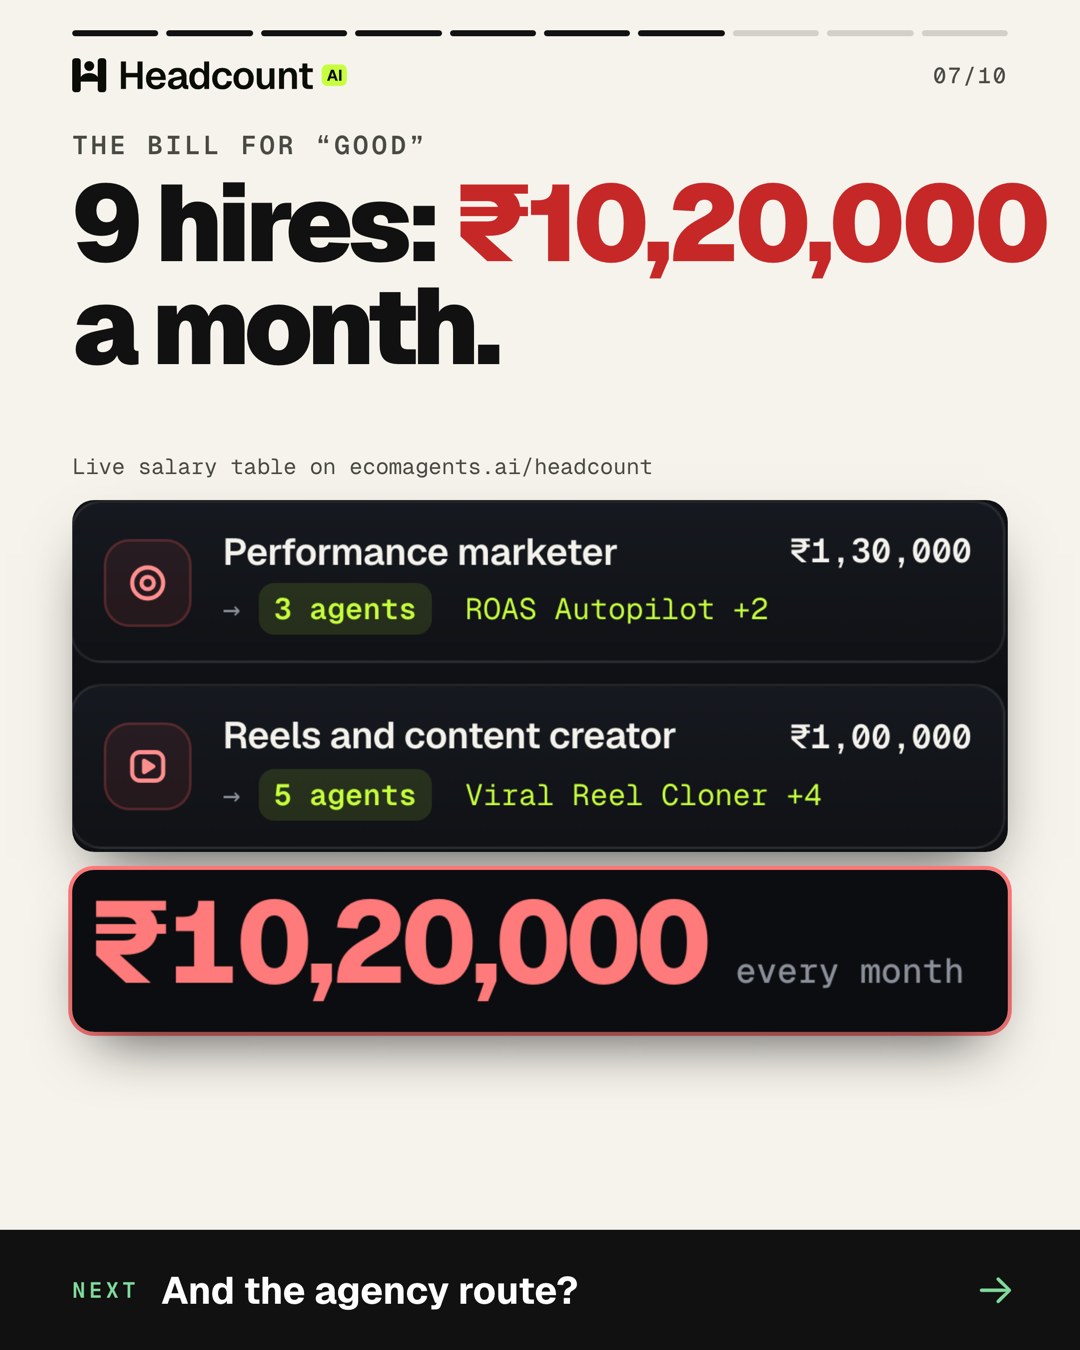 Headcount AI
07/10
THE BILL FOR “GOOD”
9 hires: ₹10,20,000
a month.
Live salary table on ecomagents.ai/headcount
Performance marketer ₹1,30,000
→ 3 agents ROAS Autopilot +2
Reels and content creator ₹1,00,000
→ 5 agents Viral Reel Cloner +4
₹10,20,000 every month
NEXT And the agency route? →